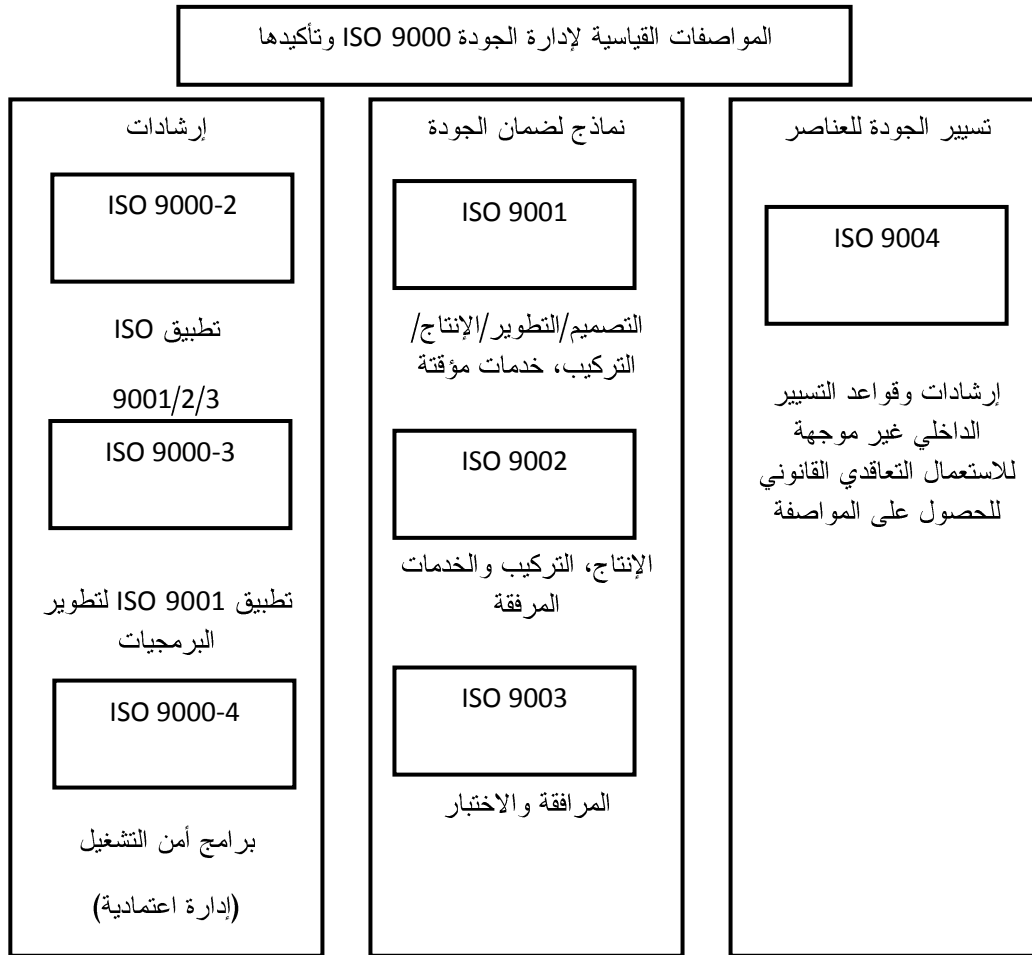 المواصفات القياسية لإدارة الجودة ISO 9000 وتأكيدها
تسيير الجودة للعناصر
ISO 9004
إرشادات وقواعد التسيير
الداخلي غير موجهة
للاستعمال التعاقدي القانوني
للحصول على المواصفة
نماذج لضمان الجودة
ISO 9001
التصميم/التطوير/الإنتاج/
التركيب، خدمات مؤقتة
ISO 9002
الإنتاج، التركيب والخدمات
المرفقة
ISO 9003
المرافقة والاختبار
إرشادات
ISO 9000-2
تطبيق ISO
9001/2/3
ISO 9000-3
تطبيق ISO 9001 لتطوير
البرمجيات
ISO 9000-4
برامج أمن التشغيل
(إدارة اعتمادية)